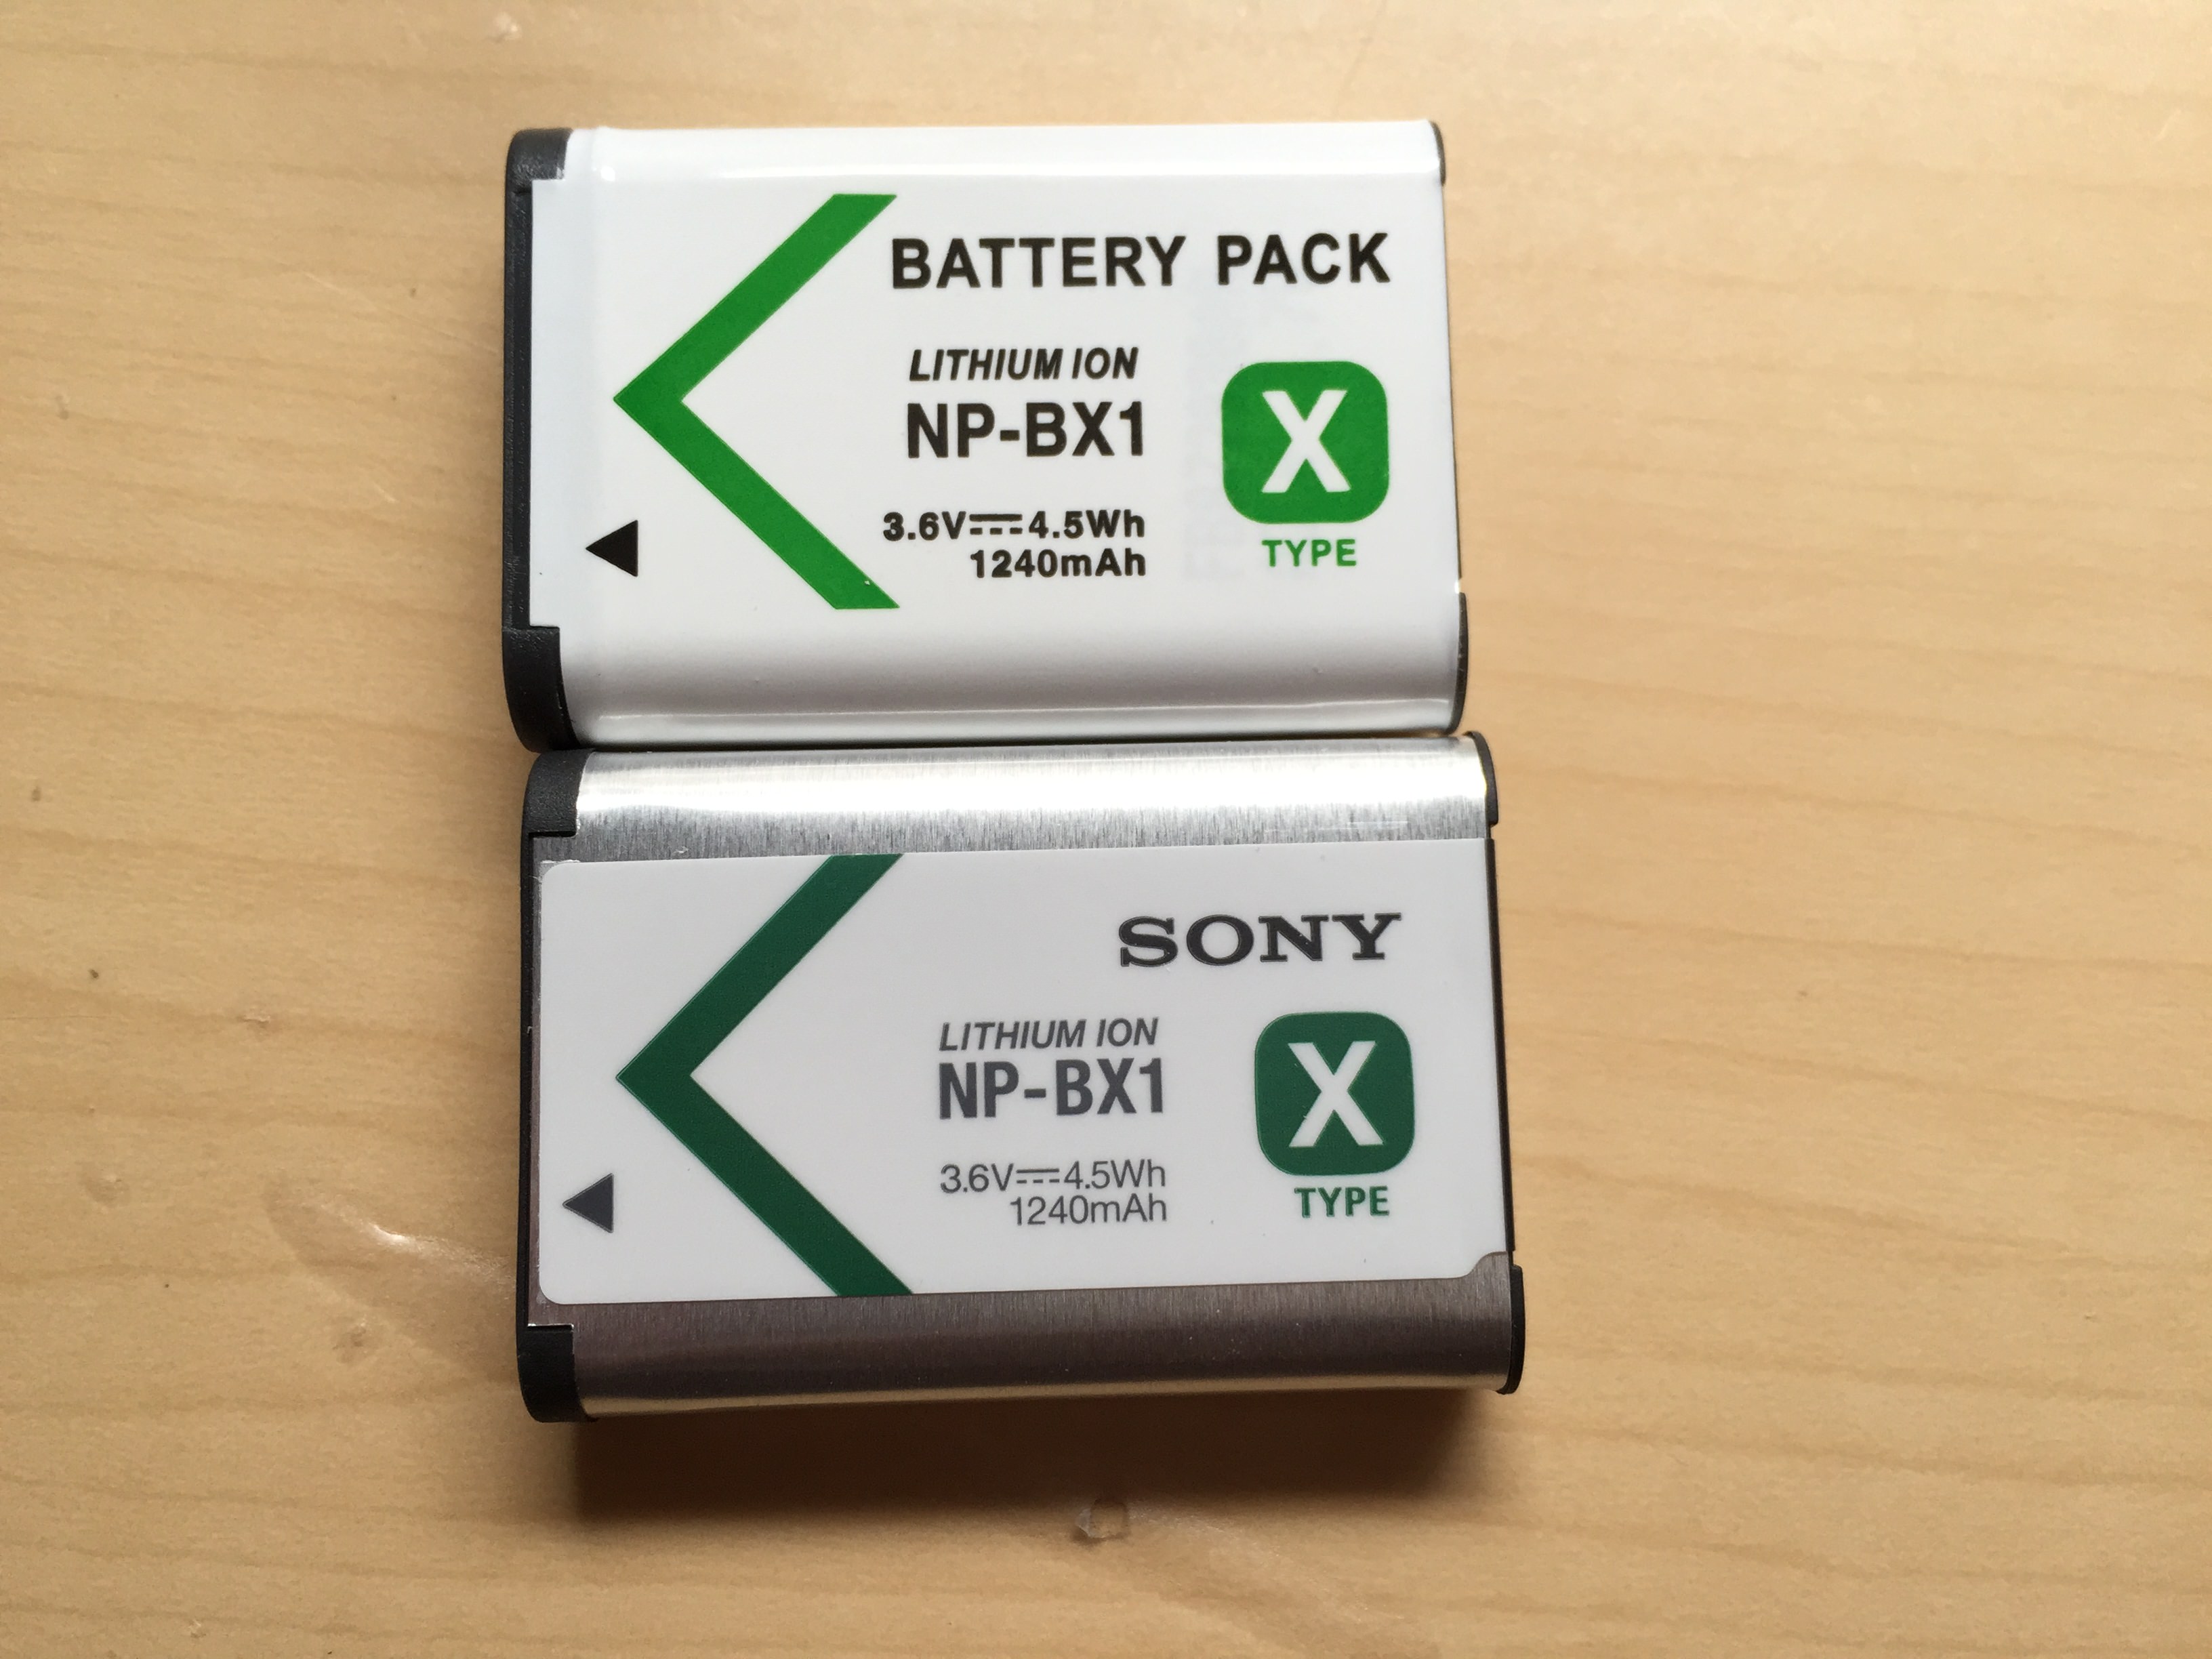 BATTERY PACK
LITHIUM ION
NP-BX1
X
3.6V⎓4.5Wh
1240mAh
TYPE
SONY
LITHIUM ION
NP-BX1
X
3.6V⎓4.5Wh
1240mAh
TYPE